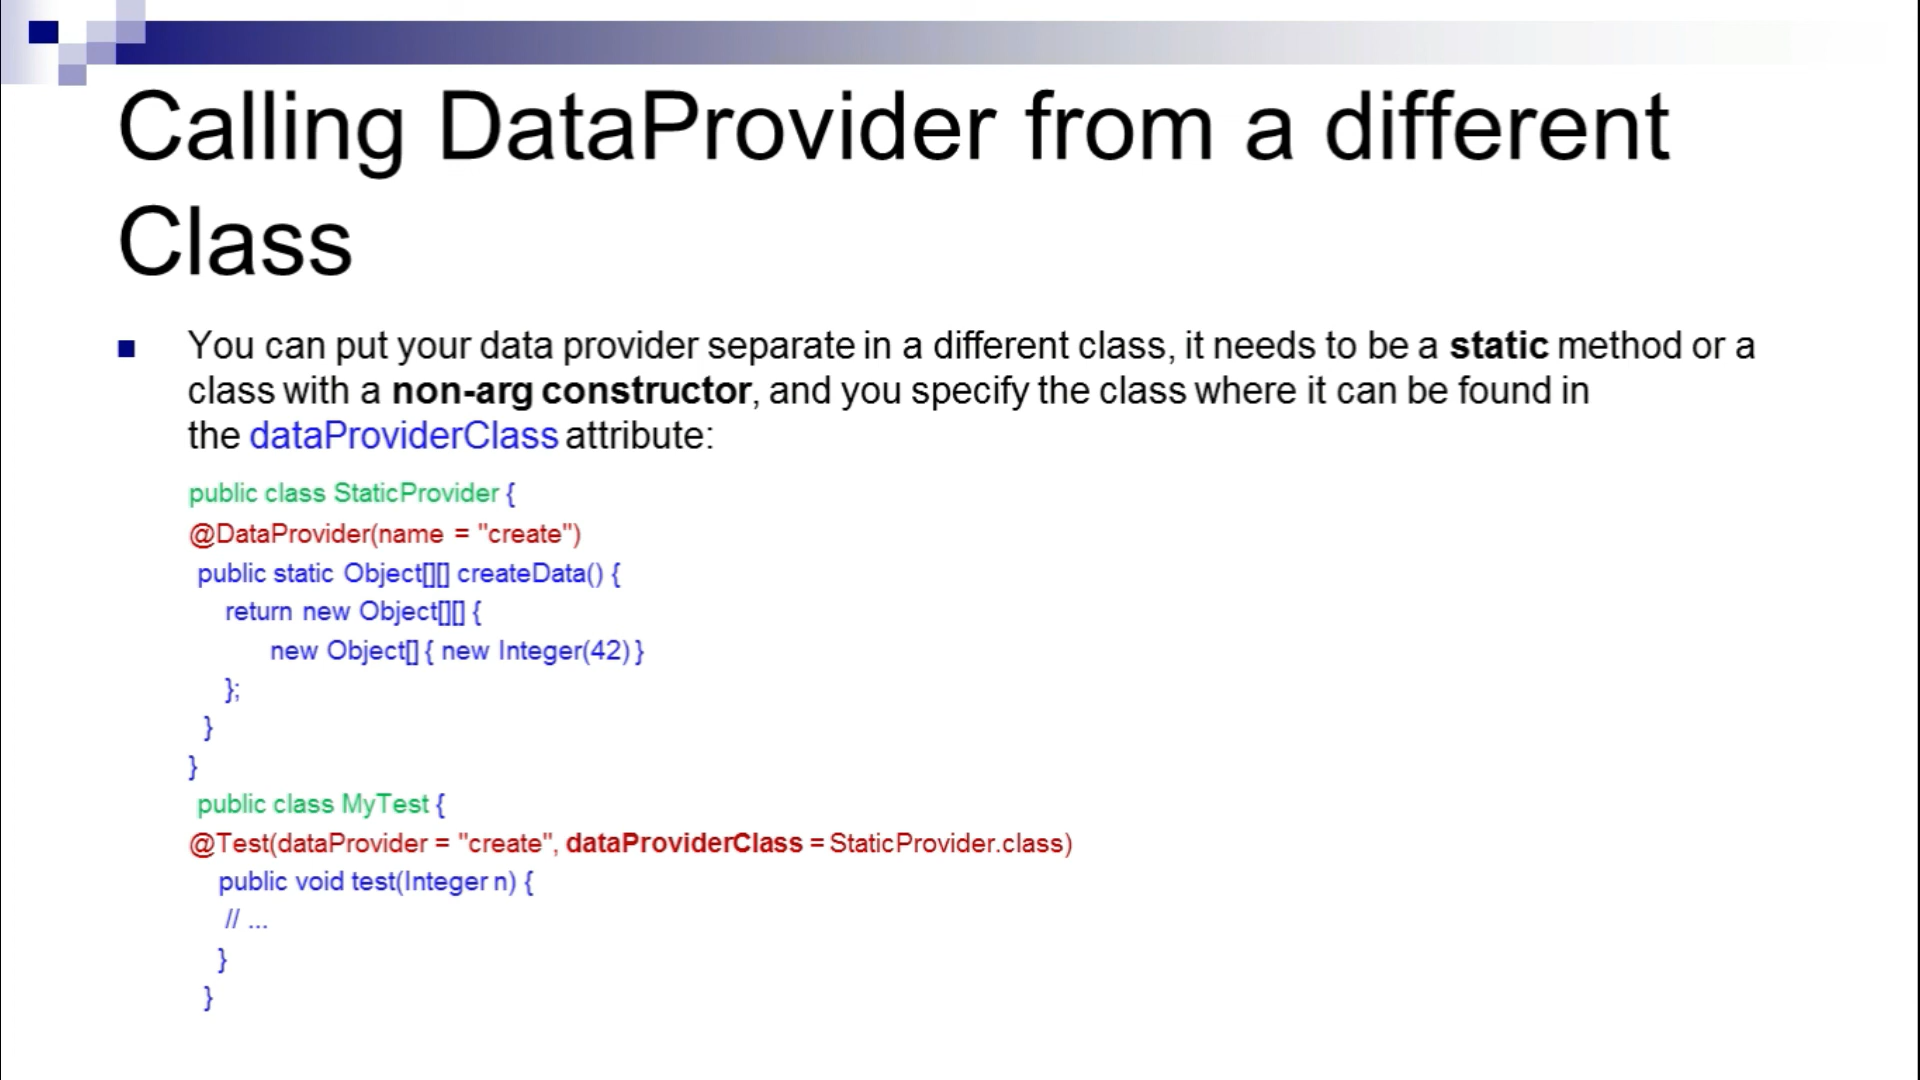 Calling DataProvider from a different
Class
You can put your data provider separate in a different class, it needs to be a static method or a
class with a non-arg constructor, and you specify the class where it can be found in
the dataProviderClass attribute:
public class StaticProvider {
@DataProvider(name = "create")
public static Object[][] createData() {
return new Object[][] {
new Object[] { new Integer(42) }
};
}
}
public class MyTest {
@Test(dataProvider = "create", dataProviderClass = StaticProvider.class)
public void test(Integer n) {
// ...
}
}